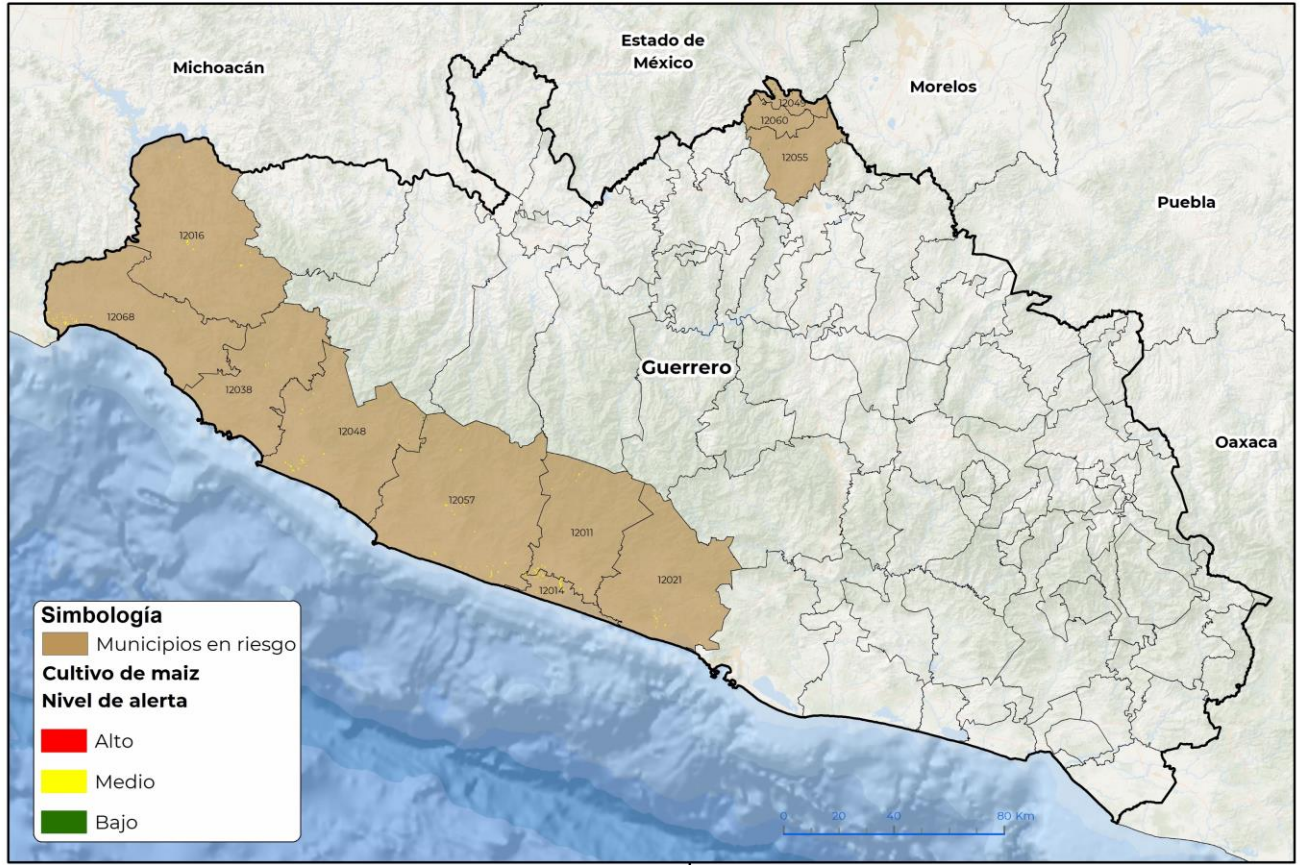 Estado de
México
Michoacán
Morelos
12049
12060
12055
Puebla
12016
12068
Guerrero
12038
12048
Oaxaca
12057
12011
12021
12014
Simbología
Municipios en riesgo
Cultivo de maiz
Nivel de alerta
Alto
Medio
Bajo
0 20 40 80 Km